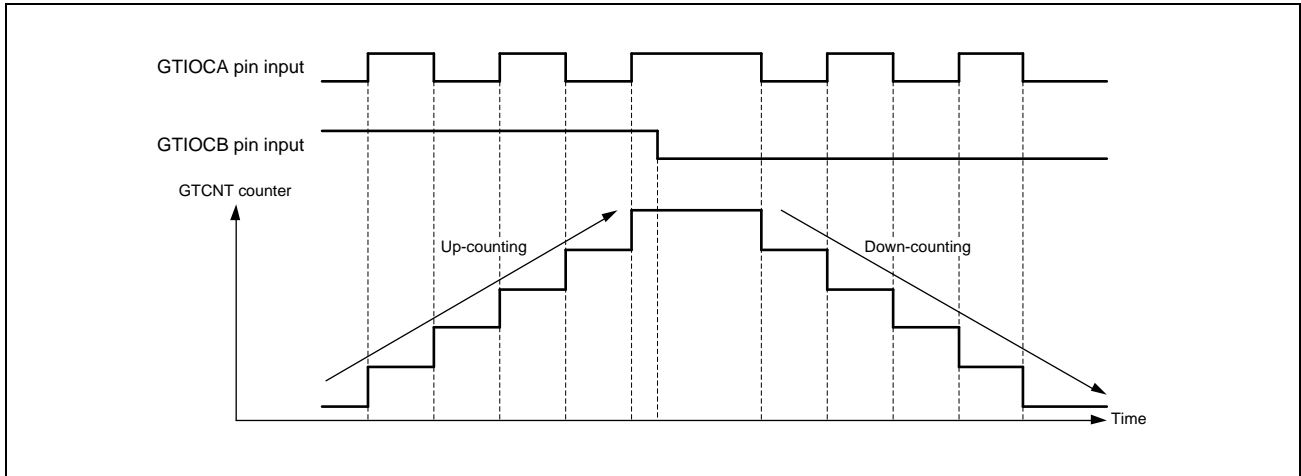 GTIOCA pin input
GTIOCB pin input
GTCNT counter
Up-counting
Down-counting
Time